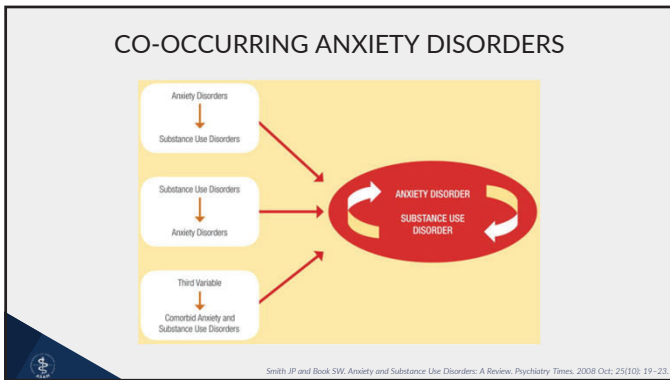 CO-OCCURRING ANXIETY DISORDERS
Anxiety Disorders
Substance Use Disorders
Substance Use Disorders
Anxiety Disorders
Third Variable
Comorbid Anxiety and
Substance Use Disorders
ANXIETY DISORDER
SUBSTANCE USE
DISORDER
ASAM
Smith JP and Book SW. Anxiety and Substance Use Disorders: A Review. Psychiatry Times. 2008 Oct; 25(10): 19–23.